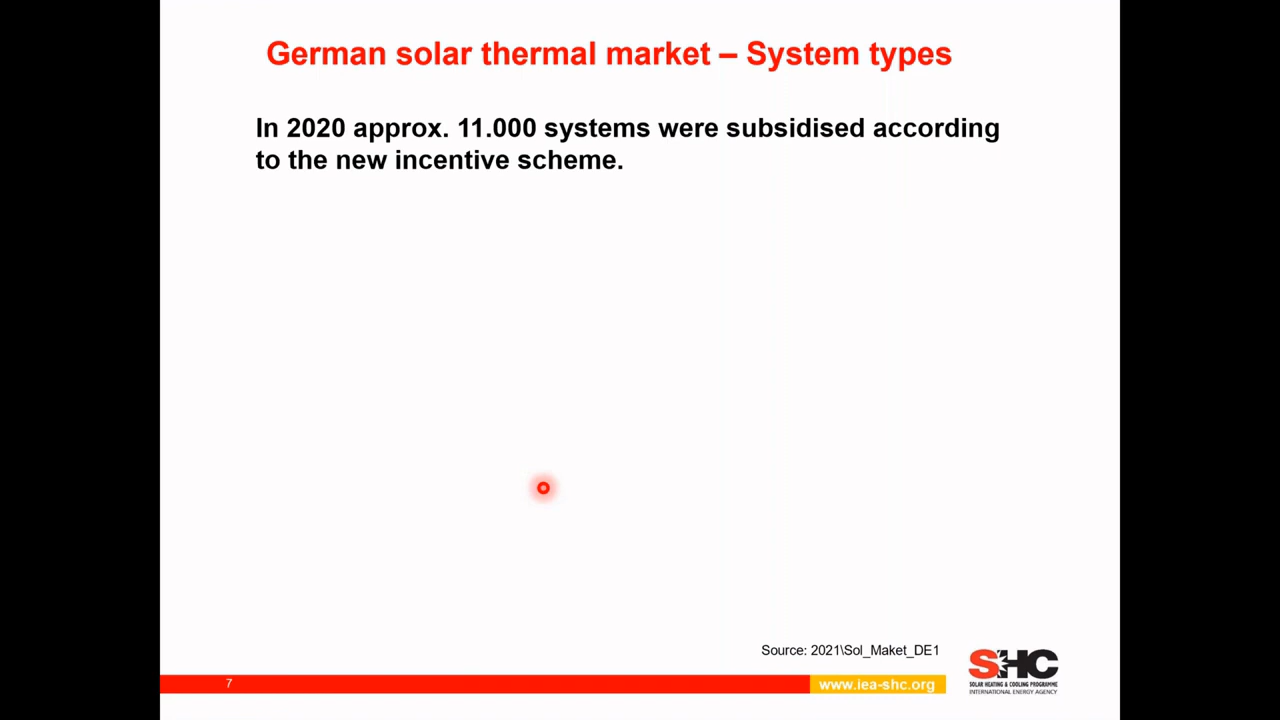 German solar thermal market – System types
In 2020 approx. 11.000 systems were subsidised according
to the new incentive scheme.
Source: 2021\Sol_Maket_DE1
SHC
SOLAR HEATING & COOLING PROGRAMME
INTERNATIONAL ENERGY AGENCY
7
www.iea-shc.org